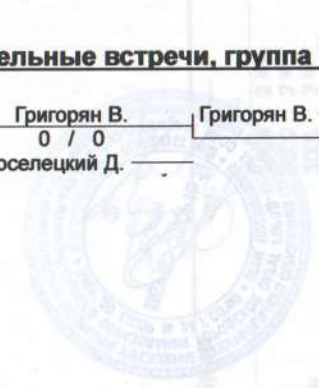 ельные встречи, группа
Григорян В. Григорян В.
0 / 0
оселецкий Д.